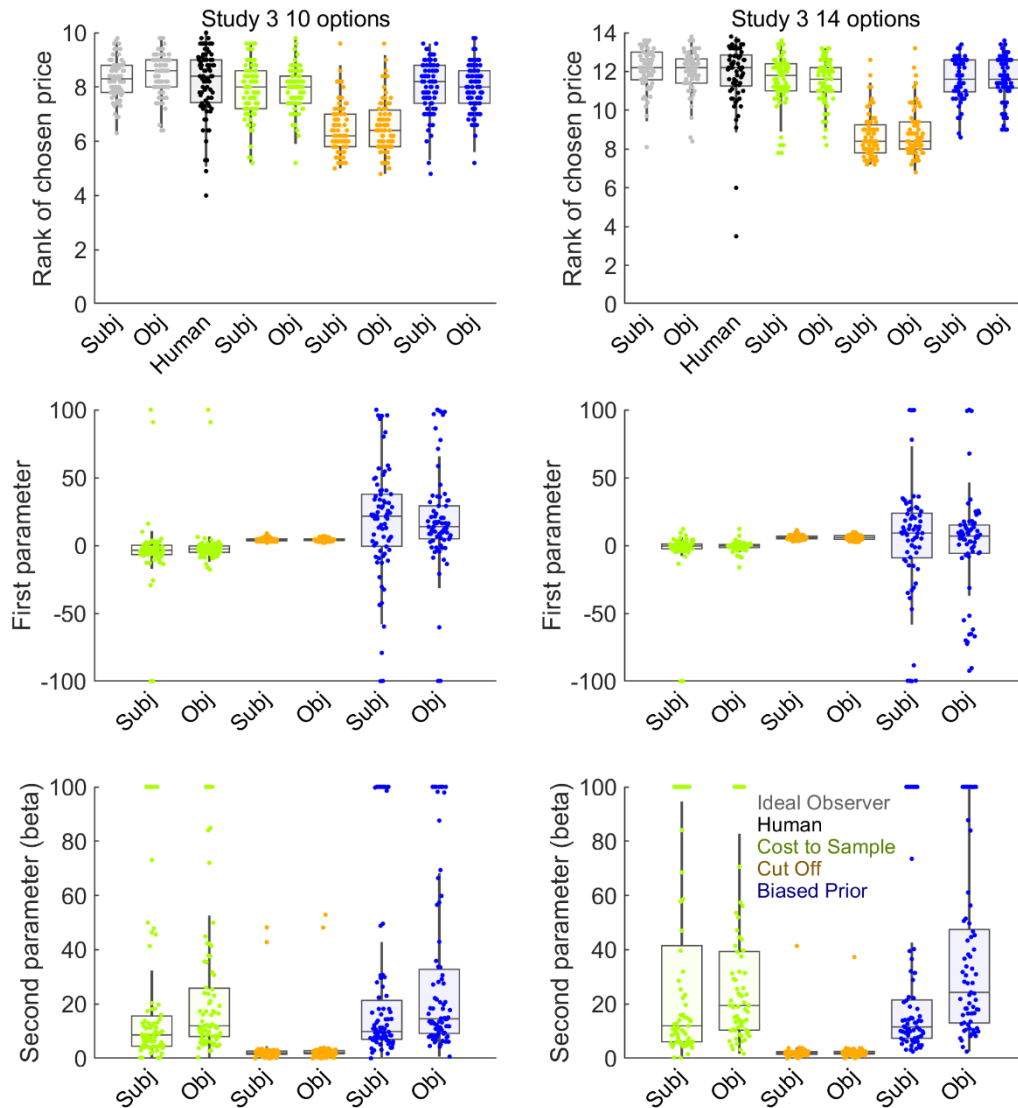 Study 3 10 options
Study 3 14 options
Rank of chosen price
10
8
6
4
2
0
Subj
Obj
Human
Subj
Obj
Subj
Obj
Subj
Obj
Rank of chosen price
14
12
10
8
6
4
2
0
Subj
Obj
Human
Subj
Obj
Subj
Obj
Subj
Obj
First parameter
100
50
0
-50
-100
Subj
Obj
Subj
Obj
Subj
Obj
First parameter
100
50
0
-50
-100
Subj
Obj
Subj
Obj
Subj
Obj
Second parameter (beta)
100
80
60
40
20
0
Subj
Obj
Subj
Obj
Subj
Obj
Second parameter (beta)
100
80
60
40
20
0
Ideal Observer
Human
Cost to Sample
Cut Off
Biased Prior
Subj
Obj
Subj
Obj
Subj
Obj